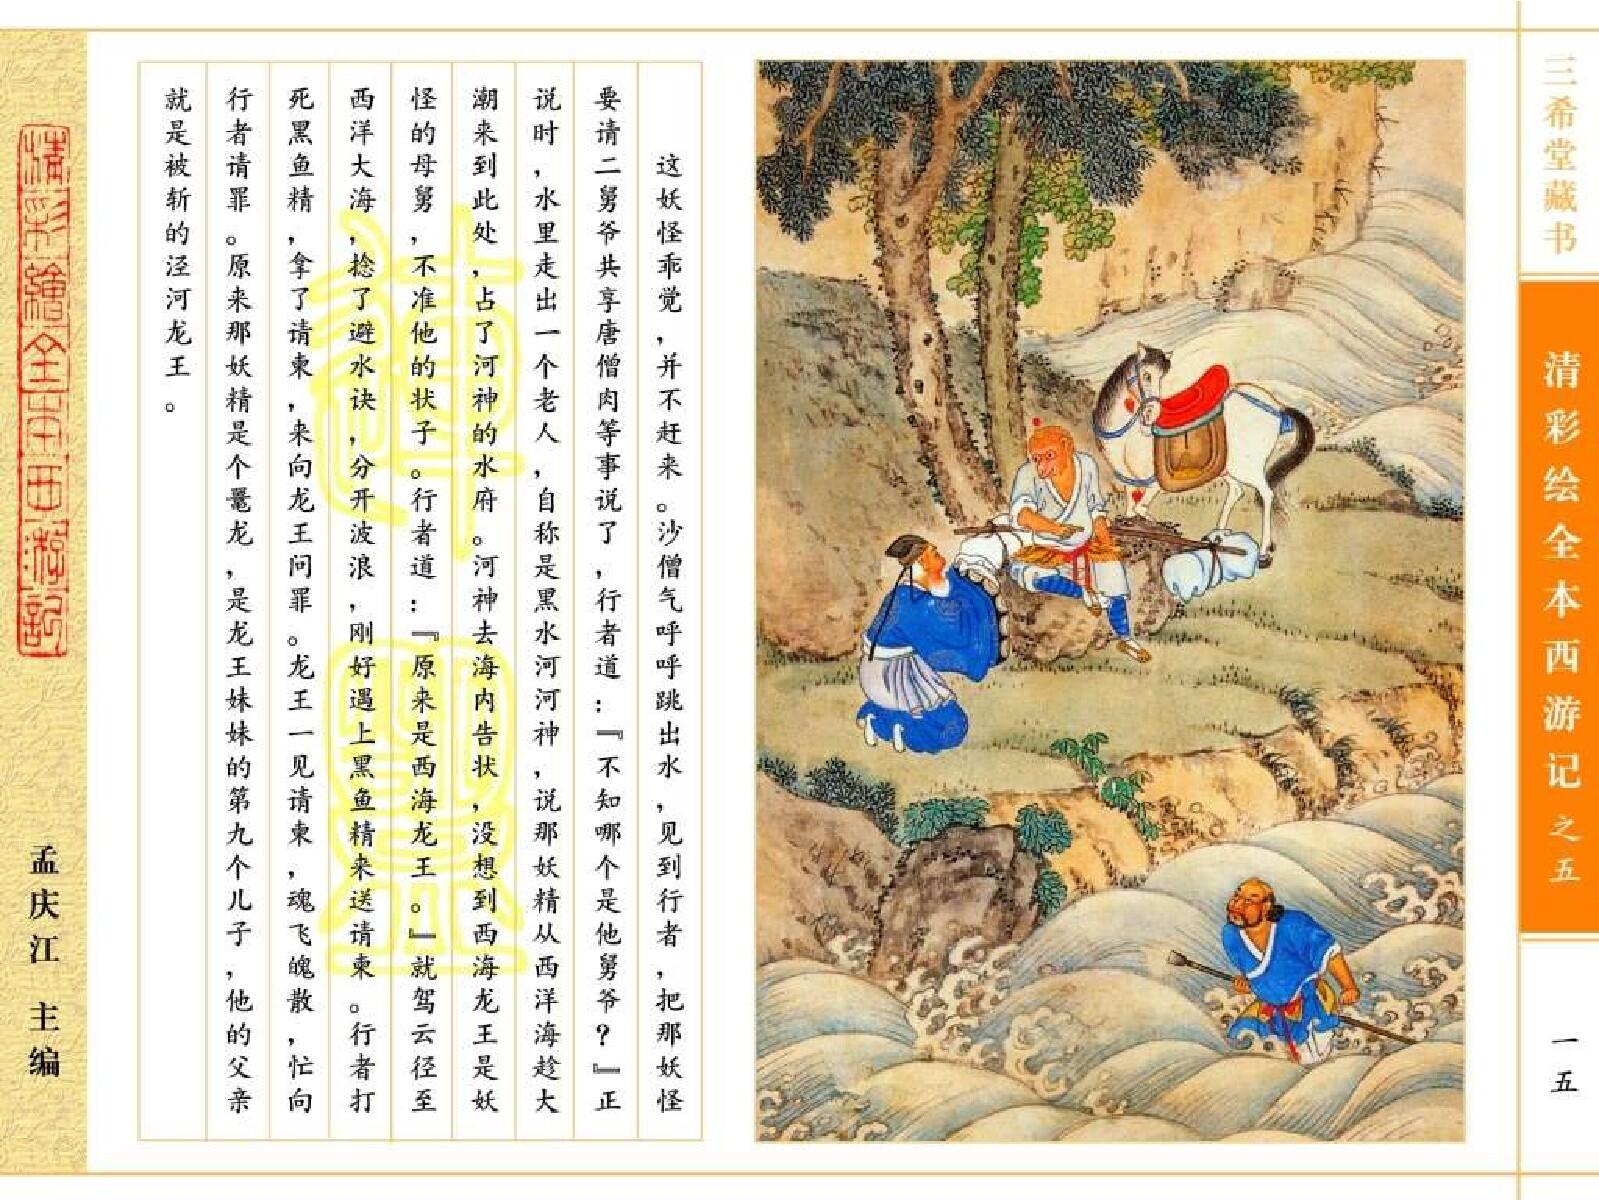 三希堂藏书
清彩绘全本西游记之五
一五
这妖怪乖觉，并不赶来。沙僧气呼呼跳出水，见到行者，把那妖怪
要请二舅爷共享唐僧肉等事说了，行者道：『不知哪个是他舅爷？』正
说时，水里走出一个老人，自称是黑水河河神，说那妖精从西洋海趁大
潮来到此处，占了河神的水府。河神去海内告状，没想到西海龙王是妖
怪的母舅，不准他的状子。行者道：『原来是西海龙王。』就驾云径至
西洋大海，捻了避水诀，分开波浪，刚好遇上黑鱼精来送请柬。行者打
死黑鱼精，拿了请柬，来向龙王问罪。龙王一见请柬，魂飞魄散，忙向
行者请罪。原来那妖精是个鼍龙，是龙王妹妹的第九个儿子，他的父亲
就是被斩的泾河龙王。
清彩繪全本西游記
孟庆江 主编